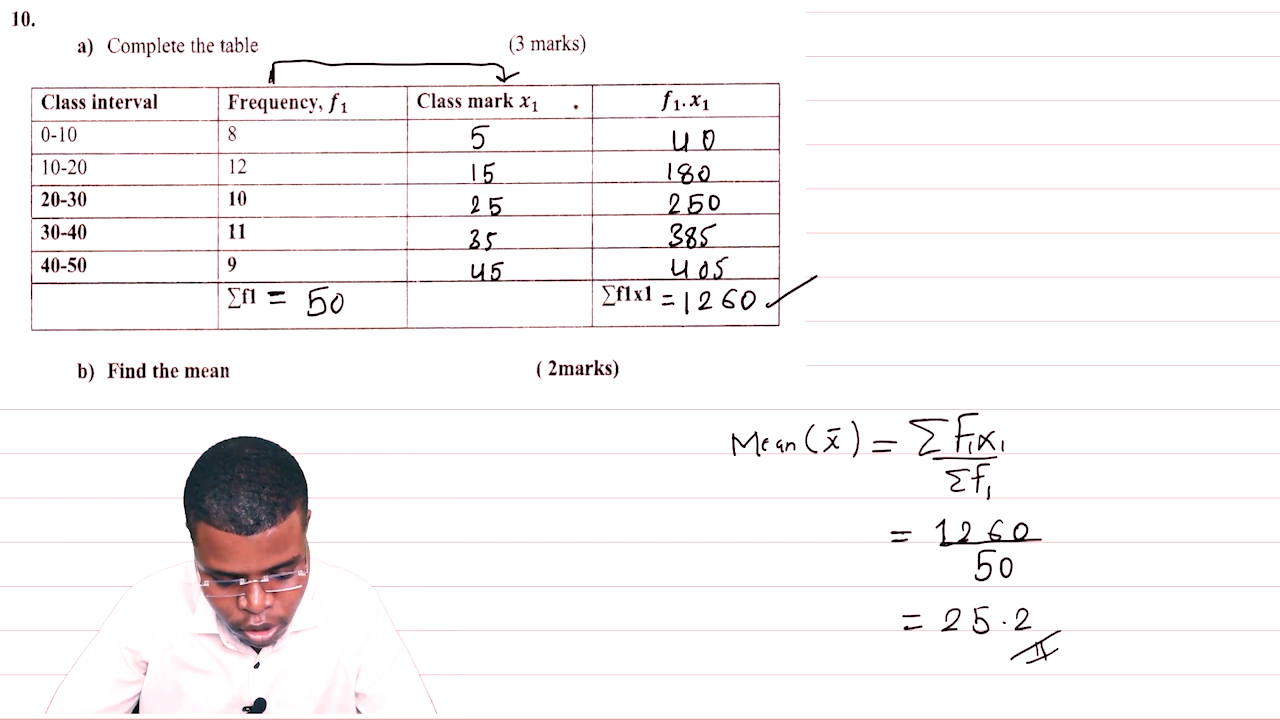 10.
a) Complete the table (3 marks)
Class interval Frequency, f1 Class mark x1 . f1.x1
0-10 8 5 40
10-20 12 15 180
20-30 10 25 250
30-40 11 35 385
40-50 9 45 405
∑f1 = 50 ∑f1x1 = 1260
b) Find the mean ( 2marks)
Mean (x̄) = ∑F1x1
∑f1
= 1260
50
= 25.2